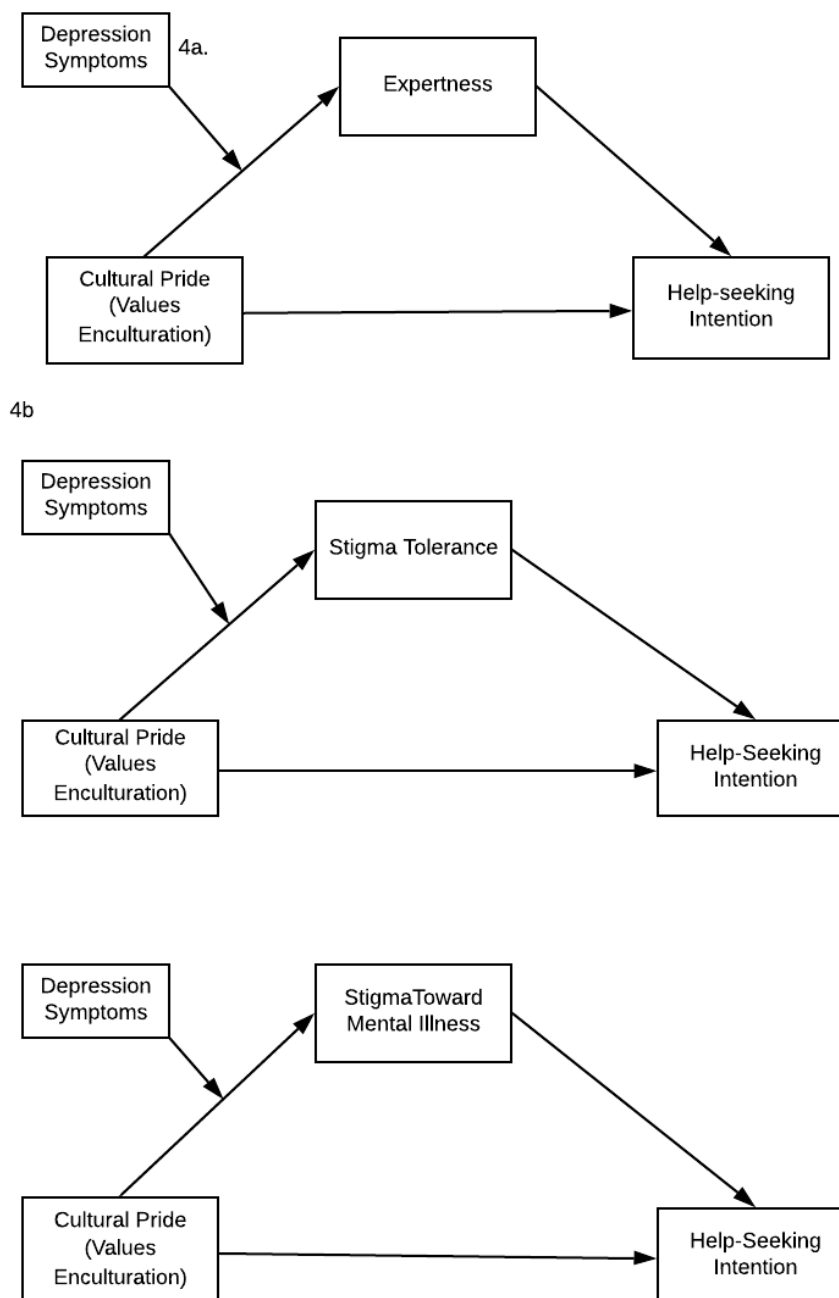 Depression
Symptoms
4a.
Expertness
Cultural Pride
(Values
Enculturation)
Help-seeking
Intention
4b
Depression
Symptoms
Stigma Tolerance
Cultural Pride
(Values
Enculturation)
Help-Seeking
Intention
Depression
Symptoms
StigmaToward
Mental Illness
Cultural Pride
(Values
Enculturation)
Help-Seeking
Intention